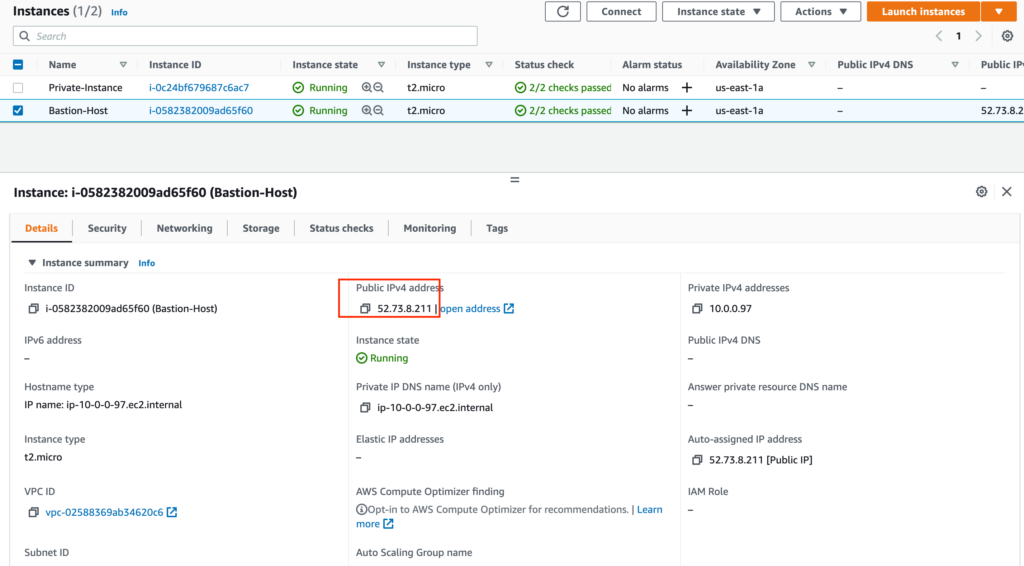 Instances (1/2) Info
Connect Instance state Actions Launch instances
Search
1
Name Instance ID Instance state Instance type Status check Alarm status Availability Zone Public IPv4 DNS Public IP
Private-Instance i-0c24bf679687c6ac7 Running t2.micro 2/2 checks passed No alarms us-east-1a – –
Bastion-Host i-0582382009ad65f60 Running t2.micro 2/2 checks passed No alarms us-east-1a – 52.73.8.2
Instance: i-0582382009ad65f60 (Bastion-Host)
Details Security Networking Storage Status checks Monitoring Tags
Instance summary Info
Instance ID Public IPv4 address Private IPv4 addresses
i-0582382009ad65f60 (Bastion-Host) 52.73.8.211 | open address 10.0.0.97
IPv6 address Instance state Public IPv4 DNS
– Running –
Hostname type Private IP DNS name (IPv4 only) Answer private resource DNS name
IP name: ip-10-0-0-97.ec2.internal ip-10-0-0-97.ec2.internal –
Instance type Elastic IP addresses Auto-assigned IP address
t2.micro – 52.73.8.211 [Public IP]
VPC ID AWS Compute Optimizer finding IAM Role
vpc-02588369ab34620c6 Opt-in to AWS Compute Optimizer for recommendations. | Learn –
more
Subnet ID Auto Scaling Group name